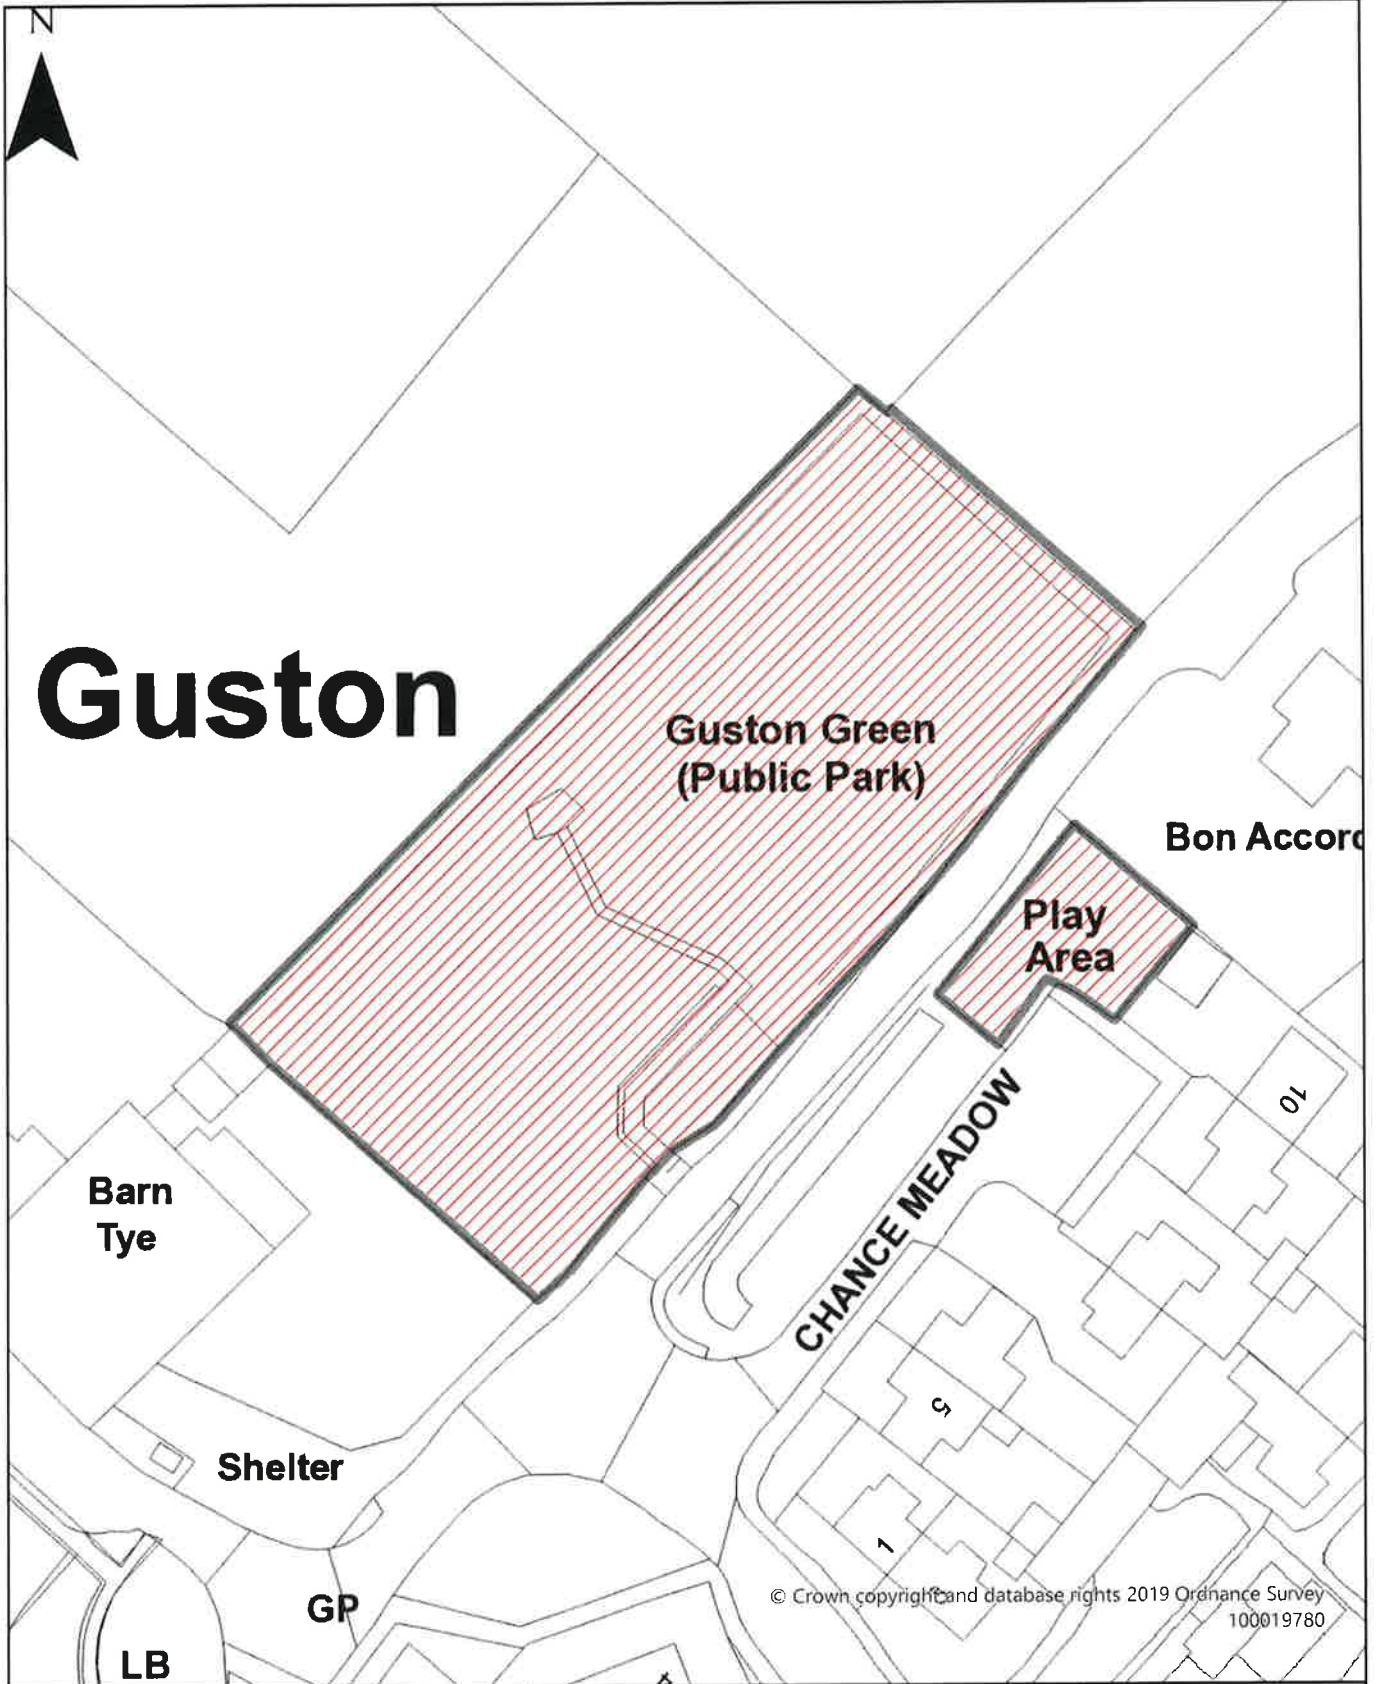 N
Guston
Guston Green
(Public Park)
Bon Accord
Play
Area
10
Barn
Tye
CHANCE MEADOW
5
Shelter
1
© Crown copyright and database rights 2019 Ordnance Survey
100019780
GP
LB